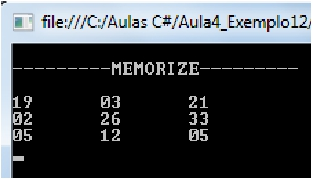 file:///C:/Aulas C#/Aula4_Exemplo12/
----------MEMORIZE----------
19 03 21
02 26 33
05 12 05